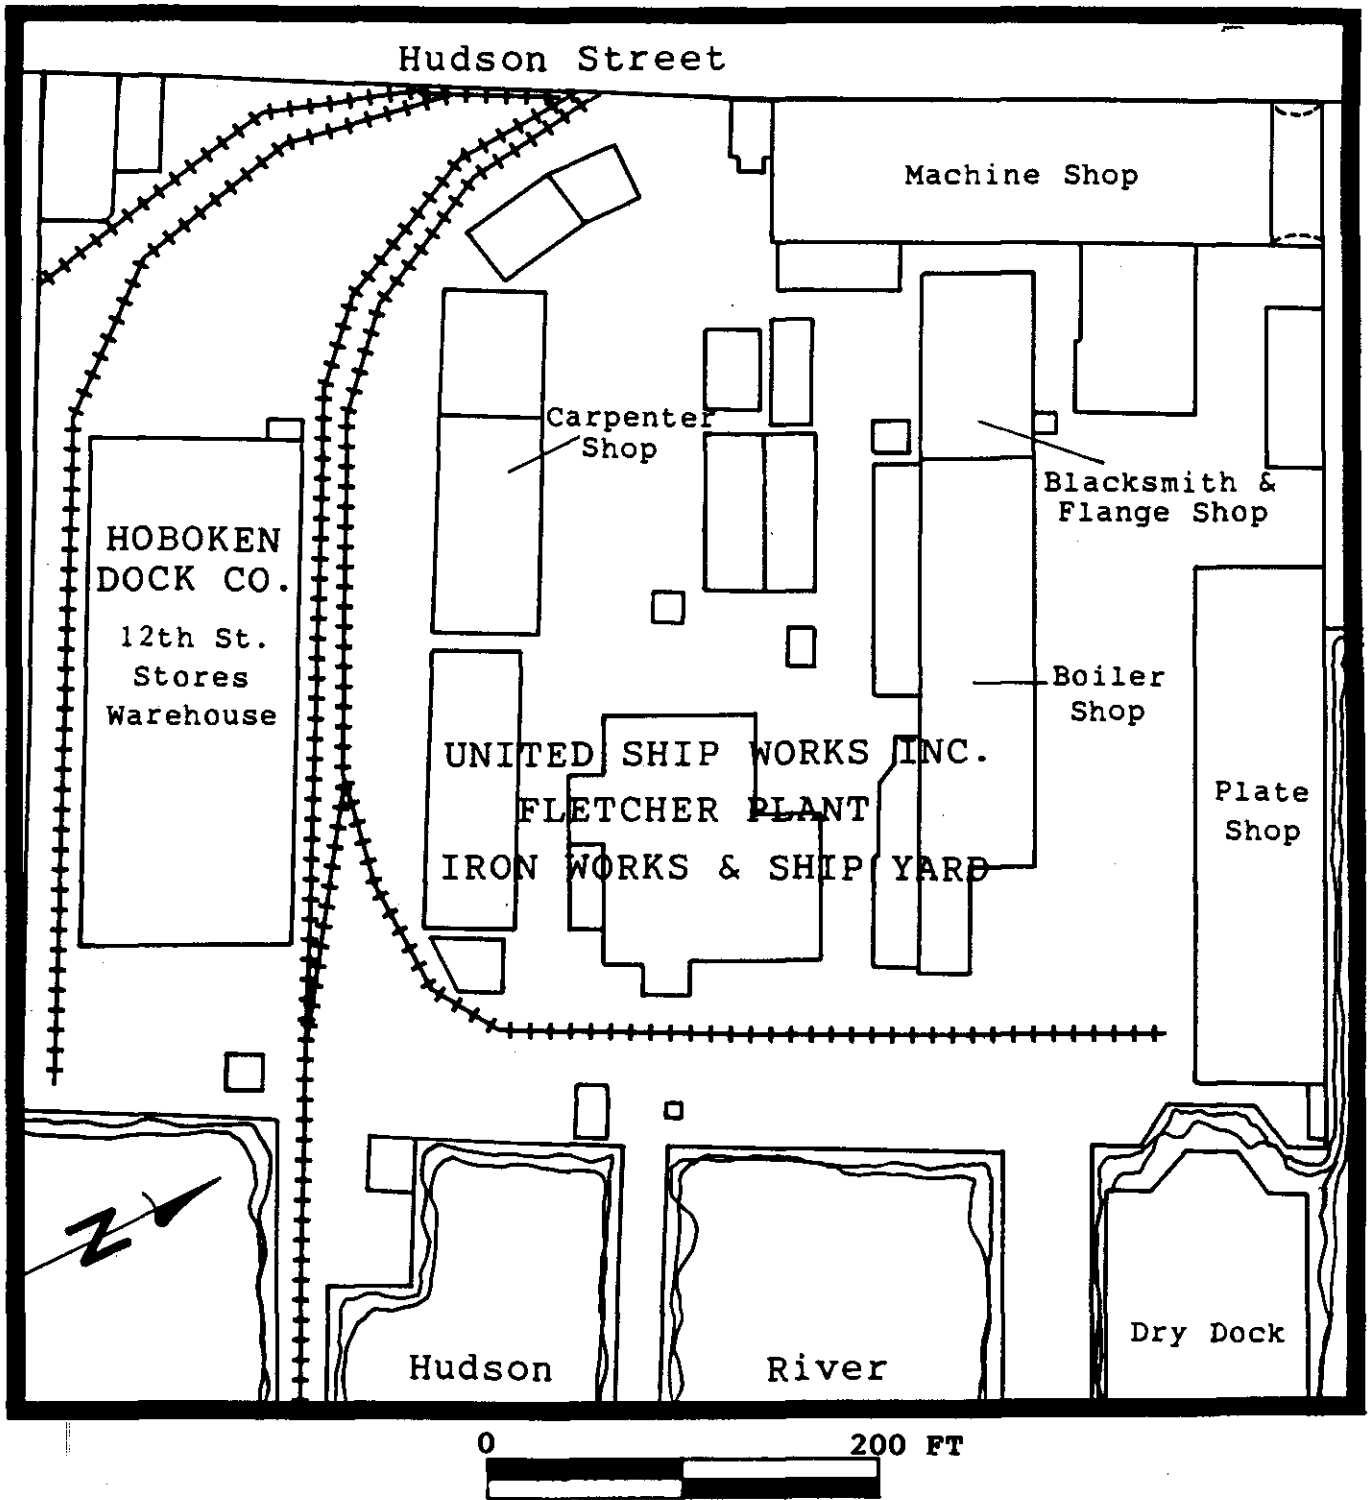 Hudson Street
Machine Shop
Carpenter
Shop
Blacksmith &
Flange Shop
HOBOKEN
DOCK CO.
12th St.
Stores
Warehouse
Boiler
Shop
UNITED SHIP WORKS INC.
FLETCHER PLANT
IRON WORKS & SHIP YARD
Plate
Shop
N
Dry Dock
Hudson River
0 200 FT